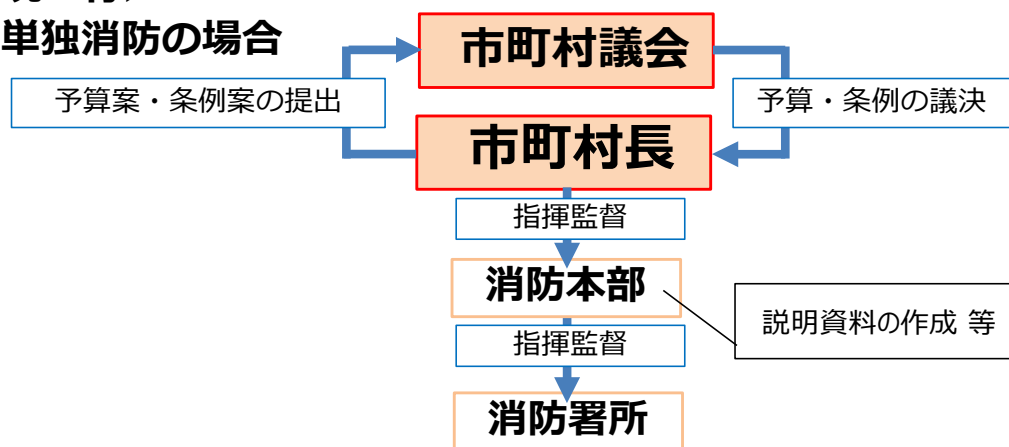 単独消防の場合
市町村議会
予算案・条例案の提出
予算・条例の議決
市町村長
指揮監督
消防本部
説明資料の作成 等
指揮監督
消防署所